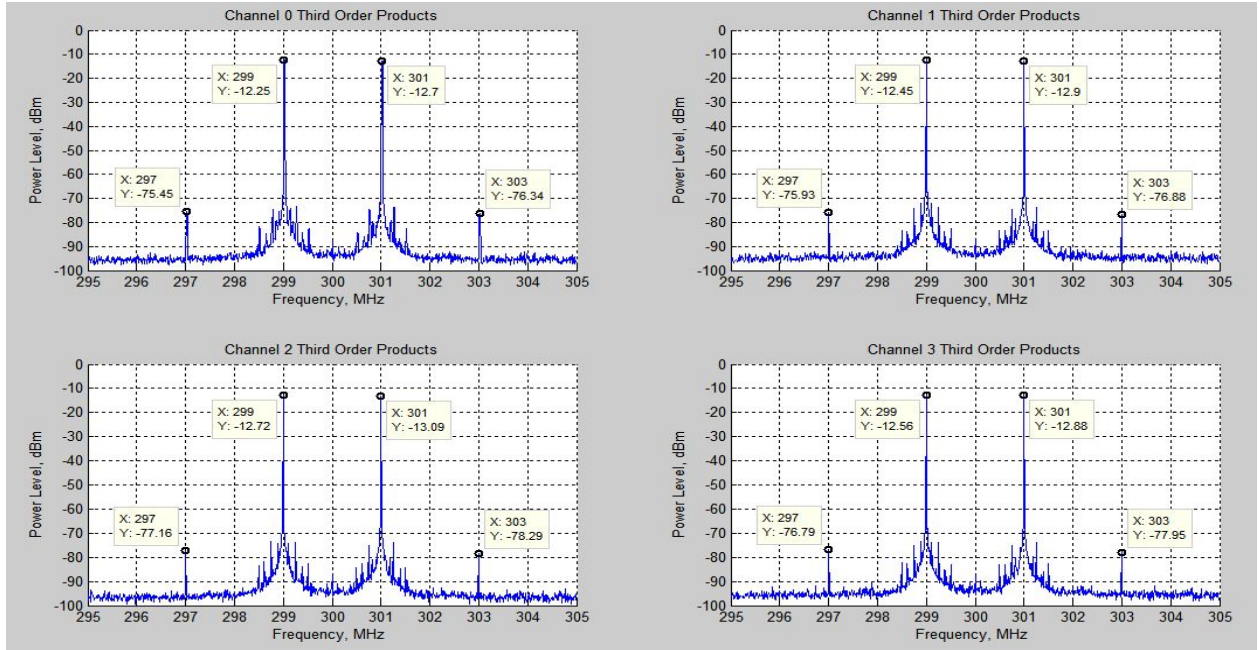 Channel 0 Third Order Products
Power Level, dBm
0
-10
-20
-30
-40
-50
-60
-70
-80
-90
-100
X: 299
Y: -12.25
X: 301
Y: -12.7
X: 297
Y: -75.45
X: 303
Y: -76.34
295 296 297 298 299 300 301 302 303 304 305
Frequency, MHz
Channel 1 Third Order Products
Power Level, dBm
0
-10
-20
-30
-40
-50
-60
-70
-80
-90
-100
X: 299
Y: -12.45
X: 301
Y: -12.9
X: 297
Y: -75.93
X: 303
Y: -76.88
295 296 297 298 299 300 301 302 303 304 305
Frequency, MHz
Channel 2 Third Order Products
Power Level, dBm
0
-10
-20
-30
-40
-50
-60
-70
-80
-90
-100
X: 299
Y: -12.72
X: 301
Y: -13.09
X: 297
Y: -77.16
X: 303
Y: -78.29
295 296 297 298 299 300 301 302 303 304 305
Frequency, MHz
Channel 3 Third Order Products
Power Level, dBm
0
-10
-20
-30
-40
-50
-60
-70
-80
-90
-100
X: 299
Y: -12.56
X: 301
Y: -12.88
X: 297
Y: -76.79
X: 303
Y: -77.95
295 296 297 298 299 300 301 302 303 304 305
Frequency, MHz